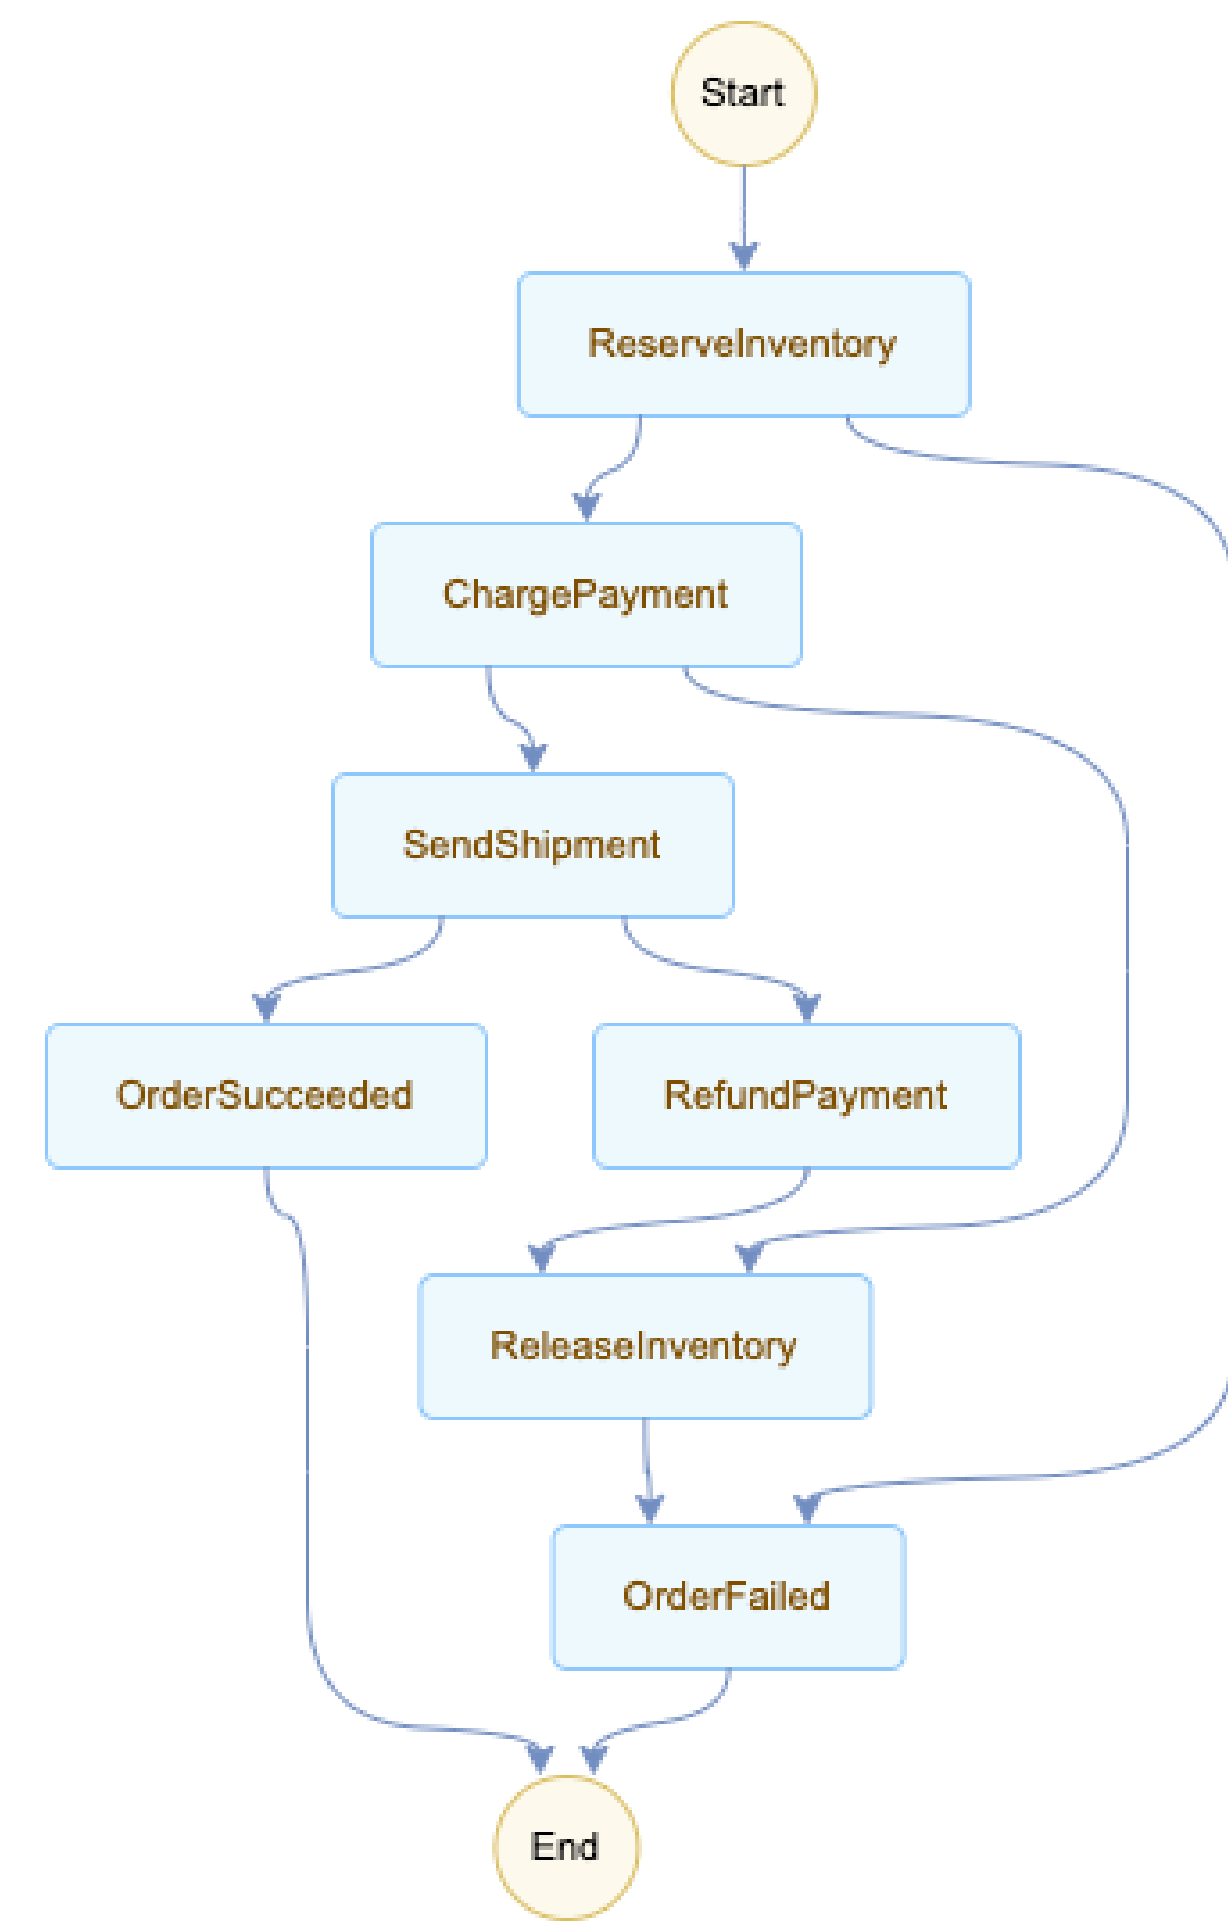 Start
ReserveInventory
ChargePayment
SendShipment
OrderSucceeded
RefundPayment
ReleaseInventory
OrderFailed
End